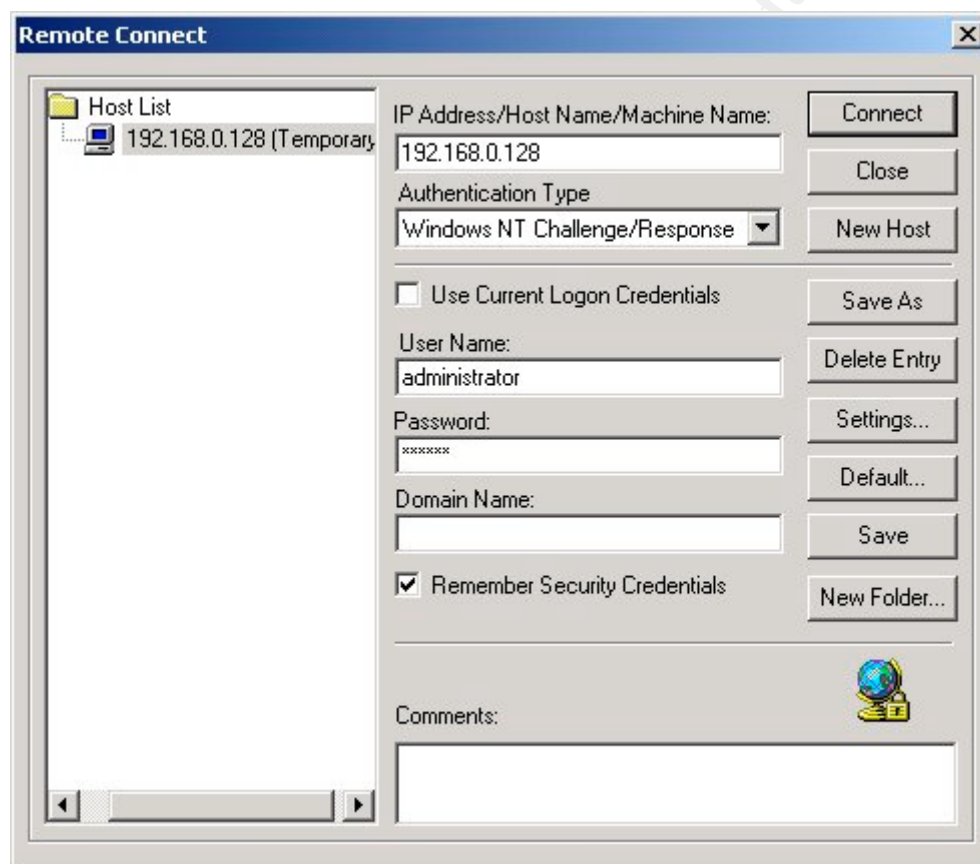 Remote Connect
Host List
192.168.0.128 (Temporary
IP Address/Host Name/Machine Name:
192.168.0.128
Authentication Type
Windows NT Challenge/Response
Use Current Logon Credentials
User Name:
administrator
Password:
xxxxxx
Domain Name:
Remember Security Credentials
Comments:
Connect
Close
New Host
Save As
Delete Entry
Settings...
Default...
Save
New Folder...